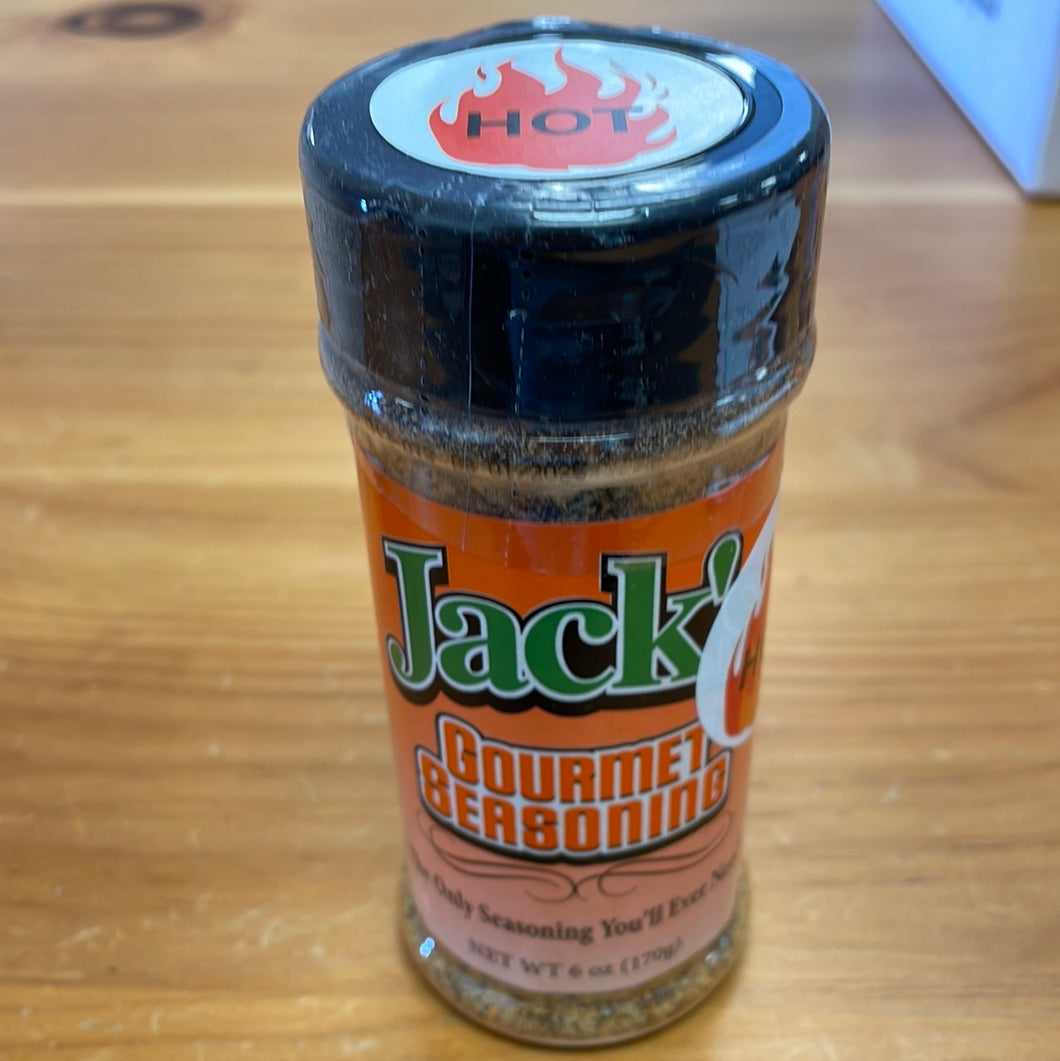 HOT
Jack'
GOURMET
SEASONING
Only Seasoning You'll Ever
NET WT 6 oz (170g)